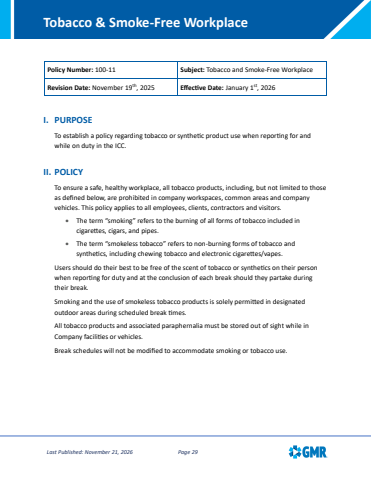 Tobacco & Smoke-Free Workplace
Policy Number: 100-11 Subject: Tobacco and Smoke-Free Workplace
Revision Date: November 19th, 2025 Effective Date: January 1st, 2026
I. PURPOSE
To establish a policy regarding tobacco or synthetic product use when reporting for and
while on duty in the ICC.
II. POLICY
To ensure a safe, healthy workplace, all tobacco products, including, but not limited to those
as defined below, are prohibited in company workspaces, common areas and company
vehicles. This policy applies to all employees, clients, contractors and visitors.
• The term “smoking” refers to the burning of all forms of tobacco included in
cigarettes, cigars, and pipes.
• The term “smokeless tobacco” refers to non-burning forms of tobacco and
synthetics, including chewing tobacco and electronic cigarettes/vapes.
Users should do their best to be free of the scent of tobacco or synthetics on their person
when reporting for duty and at the conclusion of each break should they partake during
their break.
Smoking and the use of smokeless tobacco products is solely permitted in designated
outdoor areas during scheduled break times.
All tobacco products and associated paraphernalia must be stored out of sight while in
Company facilities or vehicles.
Break schedules will not be modified to accommodate smoking or tobacco use.
Last Published: November 21, 2026 Page 29 GMR